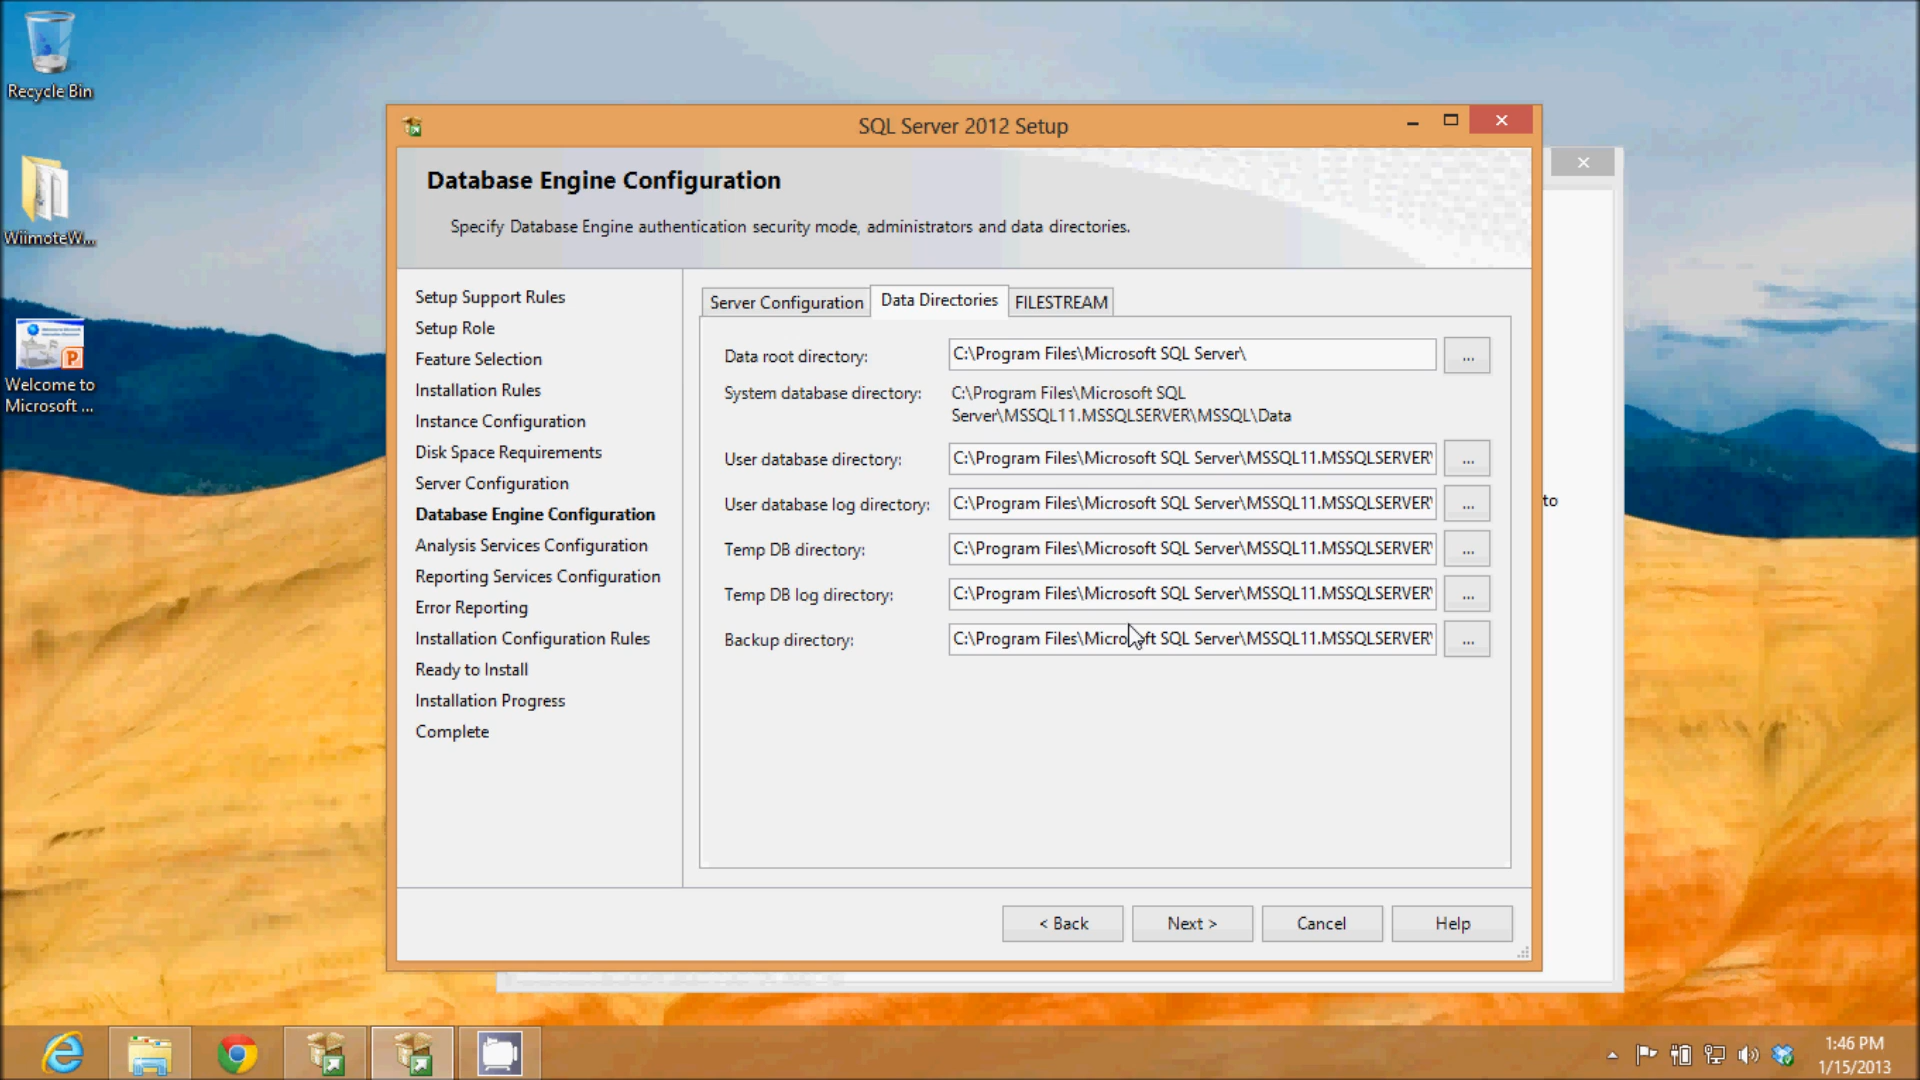 Recycle Bin
WiimoteW...
Welcome to
Microsoft ...
SQL Server 2012 Setup
Database Engine Configuration
Specify Database Engine authentication security mode, administrators and data directories.
Setup Support Rules
Setup Role
Feature Selection
Installation Rules
Instance Configuration
Disk Space Requirements
Server Configuration
Database Engine Configuration
Analysis Services Configuration
Reporting Services Configuration
Error Reporting
Installation Configuration Rules
Ready to Install
Installation Progress
Complete
Server Configuration Data Directories FILESTREAM
Data root directory: C:\Program Files\Microsoft SQL Server\ ...
System database directory: C:\Program Files\Microsoft SQL
Server\MSSQL11.MSSQLSERVER\MSSQL\Data
User database directory: C:\Program Files\Microsoft SQL Server\MSSQL11.MSSQLSERVER\ ...
User database log directory: C:\Program Files\Microsoft SQL Server\MSSQL11.MSSQLSERVER\ ...
Temp DB directory: C:\Program Files\Microsoft SQL Server\MSSQL11.MSSQLSERVER\ ...
Temp DB log directory: C:\Program Files\Microsoft SQL Server\MSSQL11.MSSQLSERVER\ ...
Backup directory: C:\Program Files\Microsoft SQL Server\MSSQL11.MSSQLSERVER\ ...
to
< Back Next > Cancel Help
1:46 PM
1/15/2013